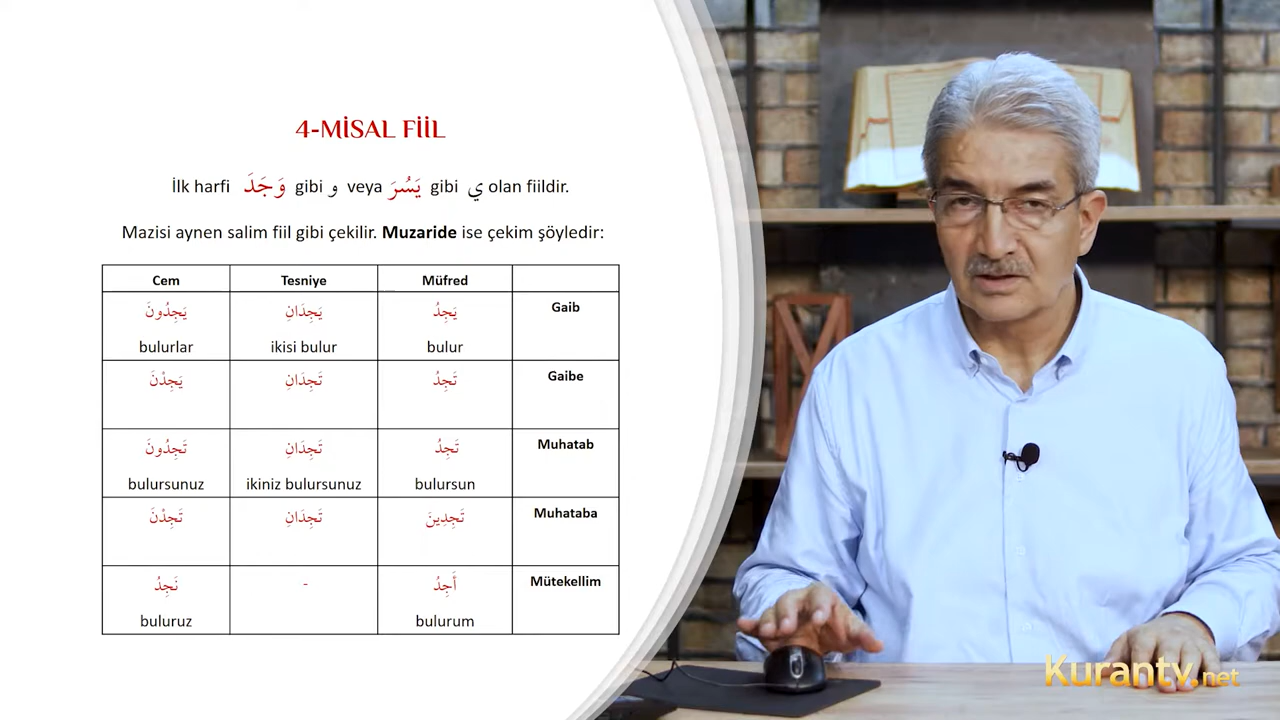 4-MİSAL FİİL
İlk harfi وَجَدَ gibi و veya يَسُرَ gibi ي olan fiildir.
Mazisi aynen salim fiil gibi çekilir. Muzaride ise çekim şöyledir:
Cem Tesniye Müfred
يَجِدُونَ يَجِدَانِ يَجِدُ Gaib
bulurlar ikisi bulur bulur
يَجِدْنَ تَجِدَانِ تَجِدُ Gaibe
تَجِدُونَ تَجِدَانِ تَجِدُ Muhatab
bulursunuz ikiniz bulursunuz bulursun
تَجِدْنَ تَجِدَانِ تَجِدِينَ Muhataba
نَجِدُ - أَجِدُ Mütekellim
buluruz bulurum
Kurantv.net